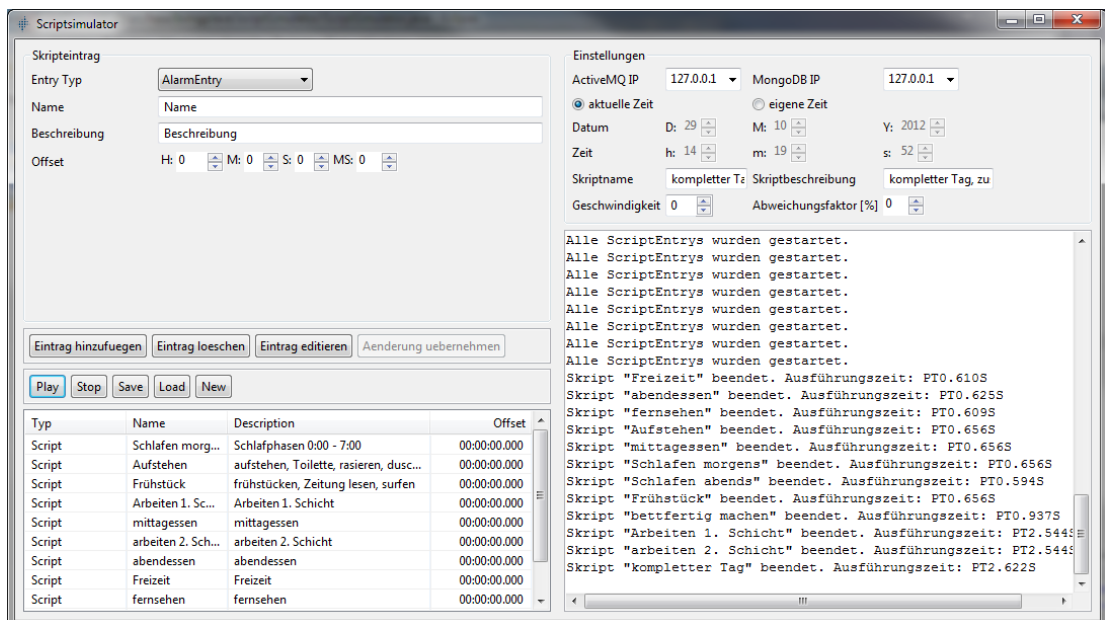 Scriptsimulator
Skripteintrag
Entry Typ AlarmEntry
Name Name
Beschreibung Beschreibung
Offset H: 0 M: 0 S: 0 MS: 0
Eintrag hinzufuegen Eintrag loeschen Eintrag editieren Aenderung uebernehmen
Play Stop Save Load New
Typ Name Description Offset
Script Schlafen morg... Schlafphasen 0:00 - 7:00 00:00:00.000
Script Aufstehen aufstehen, Toilette, rasieren, dusc... 00:00:00.000
Script Frühstück frühstücken, Zeitung lesen, surfen 00:00:00.000
Script Arbeiten 1. Sc... Arbeiten 1. Schicht 00:00:00.000
Script mittagessen mittagessen 00:00:00.000
Script arbeiten 2. Sch... arbeiten 2. Schicht 00:00:00.000
Script abendessen abendessen 00:00:00.000
Script Freizeit Freizeit 00:00:00.000
Script fernsehen fernsehen 00:00:00.000
Einstellungen
ActiveMQ IP 127.0.0.1 MongoDB IP 127.0.0.1
aktuelle Zeit eigene Zeit
Datum D: 29 M: 10 Y: 2012
Zeit h: 14 m: 19 s: 52
Skriptname kompletter Ta Skriptbeschreibung kompletter Tag, zu
Geschwindigkeit 0 Abweichungsfaktor [%] 0
Alle ScriptEntrys wurden gestartet.
Alle ScriptEntrys wurden gestartet.
Alle ScriptEntrys wurden gestartet.
Alle ScriptEntrys wurden gestartet.
Alle ScriptEntrys wurden gestartet.
Alle ScriptEntrys wurden gestartet.
Alle ScriptEntrys wurden gestartet.
Alle ScriptEntrys wurden gestartet.
Skript "Freizeit" beendet. Ausführungszeit: PT0.610S
Skript "abendessen" beendet. Ausführungszeit: PT0.625S
Skript "fernsehen" beendet. Ausführungszeit: PT0.609S
Skript "Aufstehen" beendet. Ausführungszeit: PT0.656S
Skript "mittagessen" beendet. Ausführungszeit: PT0.656S
Skript "Schlafen morgens" beendet. Ausführungszeit: PT0.656S
Skript "Schlafen abends" beendet. Ausführungszeit: PT0.594S
Skript "Frühstück" beendet. Ausführungszeit: PT0.656S
Skript "bettfertig machen" beendet. Ausführungszeit: PT0.937S
Skript "Arbeiten 1. Schicht" beendet. Ausführungszeit: PT2.544S
Skript "arbeiten 2. Schicht" beendet. Ausführungszeit: PT2.544S
Skript "kompletter Tag" beendet. Ausführungszeit: PT2.622S